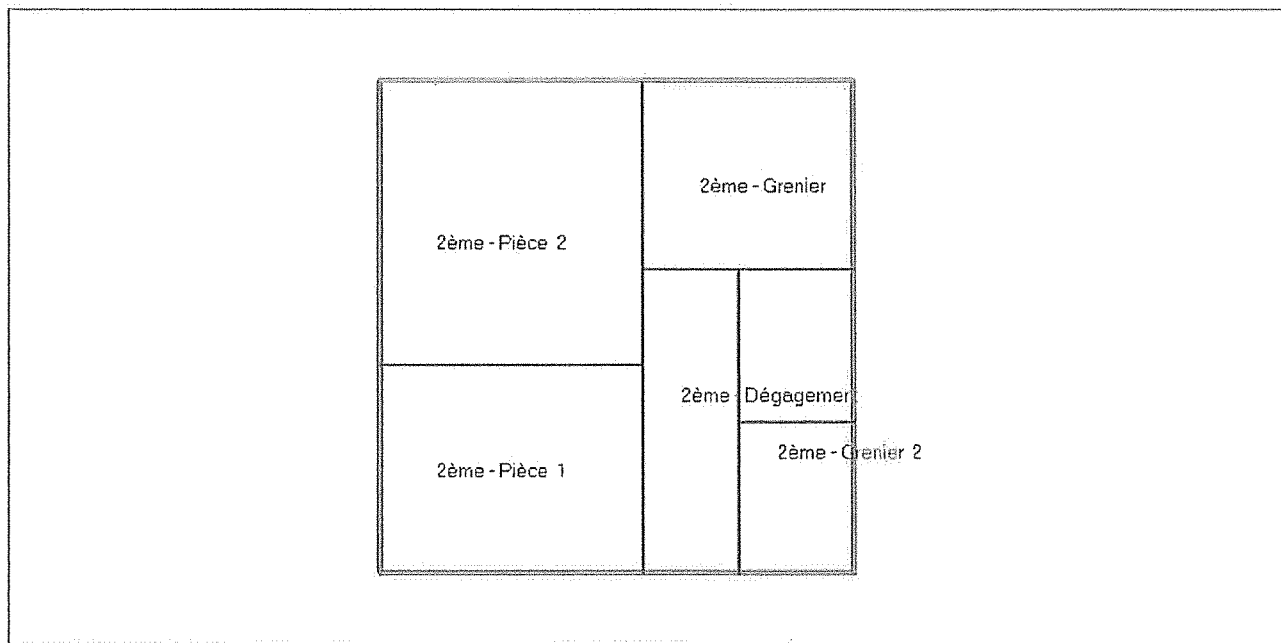 2ème - Grenier
2ème - Pièce 2
2ème - Dégagement
2ème - Grenier 2
2ème - Pièce 1